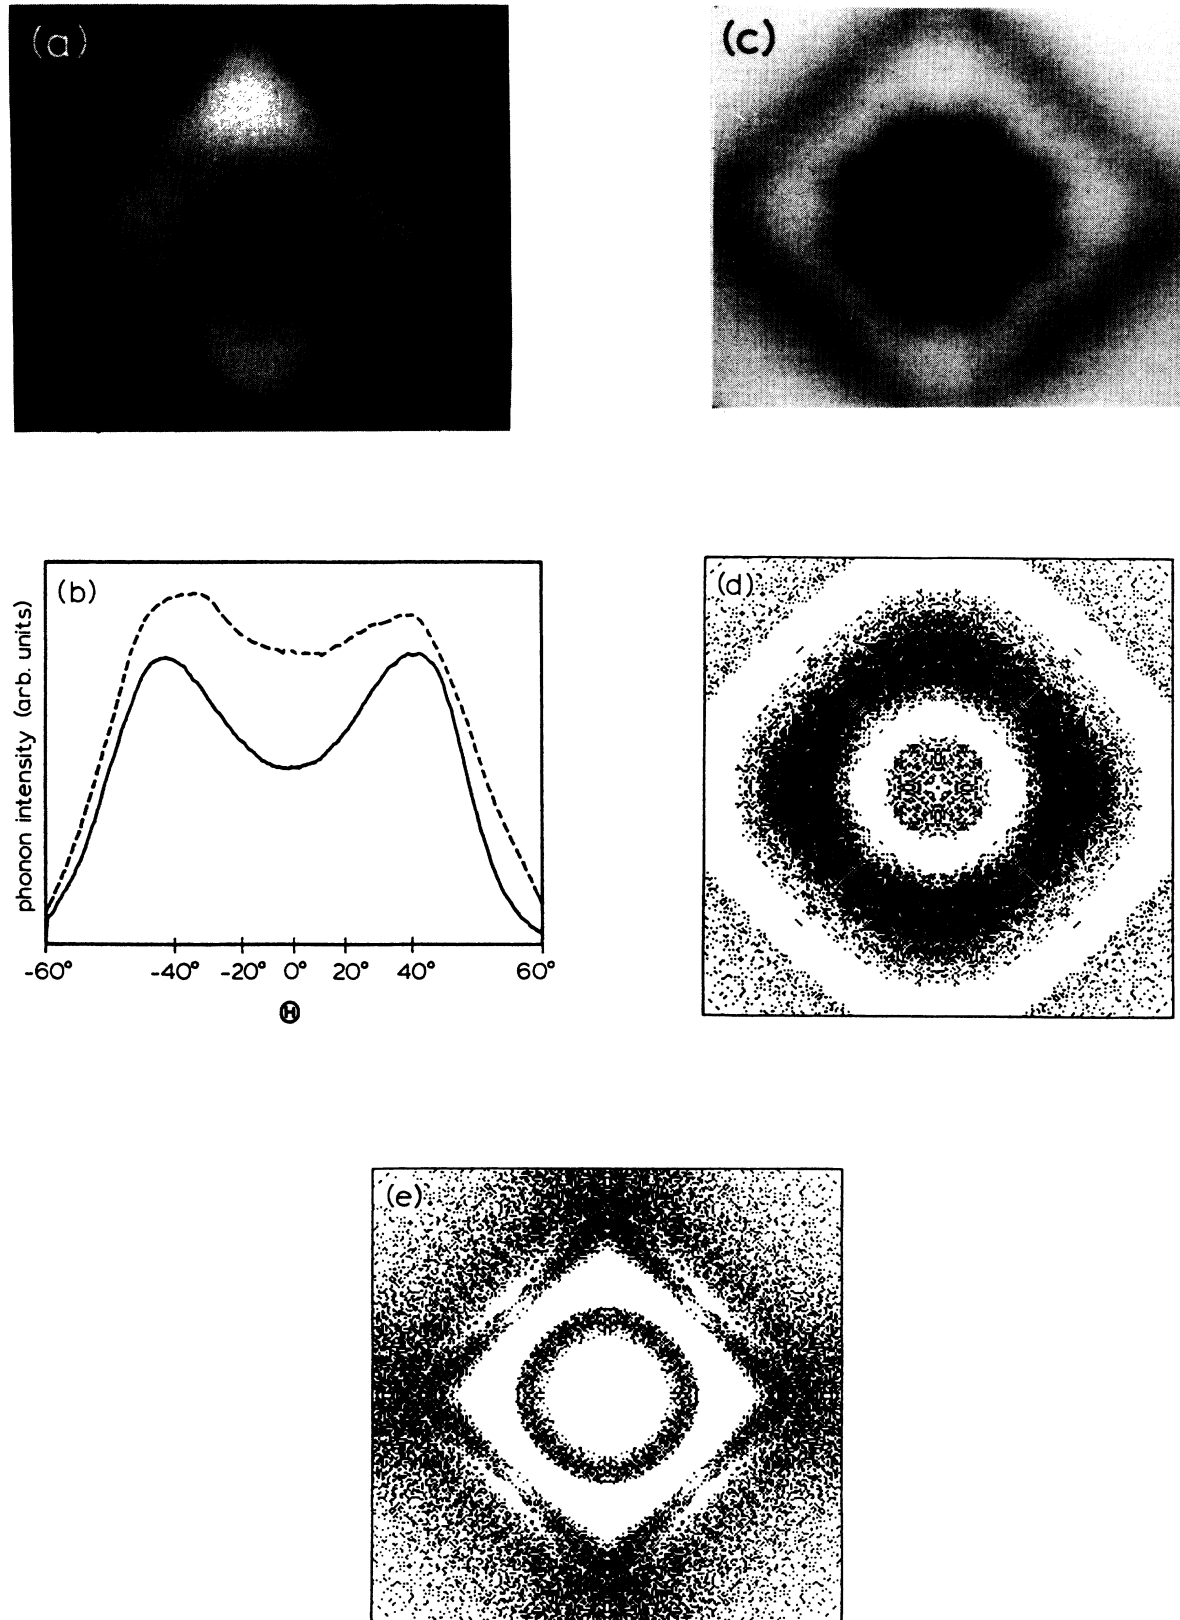 (a)
(c)
(b)
phonon intensity (arb. units)
-60° -40° -20° 0° 20° 40° 60°
Θ
(d)
(e)